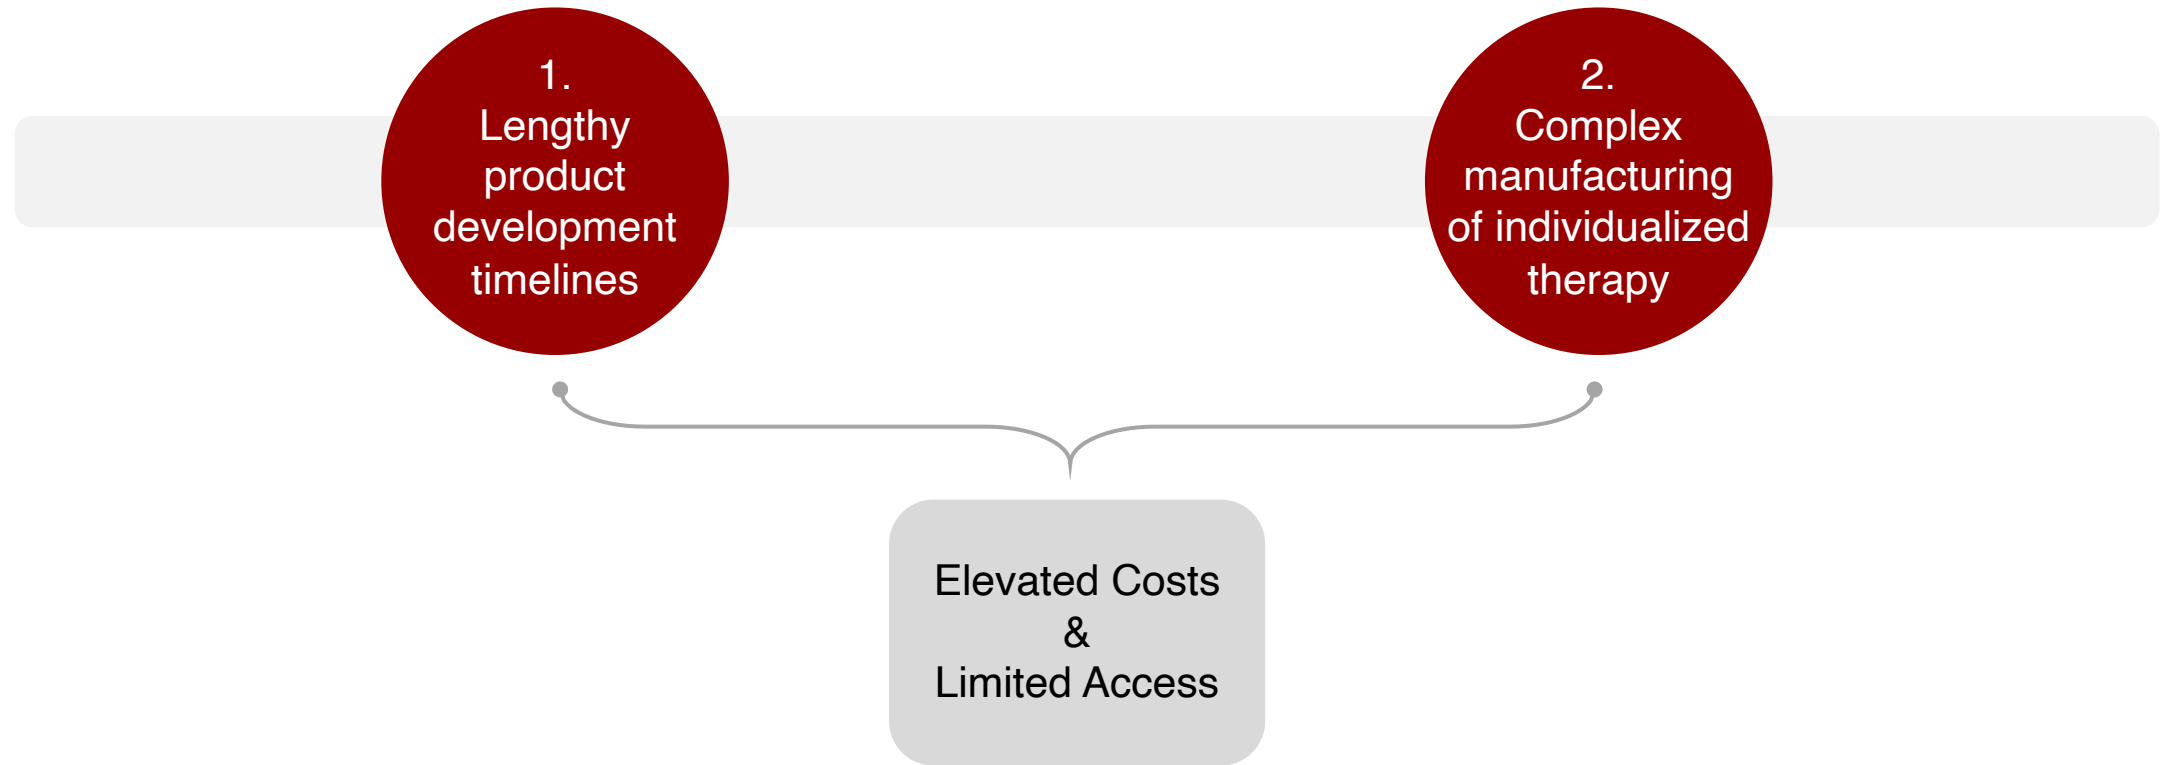 1.
Lengthy
product
development
timelines
2.
Complex
manufacturing
of individualized
therapy
Elevated Costs
&
Limited Access